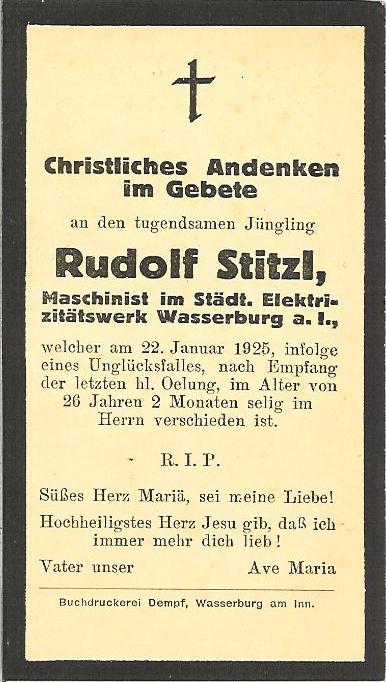 Christliches Andenken
im Gebete
an den tugendsamen Jüngling
Rudolf Stitzl,
Maschinist im Städt. Elektri-
zitätswerk Wasserburg a. I.,
welcher am 22. Januar 1925, infolge
eines Unglücksfalles, nach Empfang
der letzten hl. Oelung, im Alter von
26 Jahren 2 Monaten selig im
Herrn verschieden ist.
R. I. P.
Süßes Herz Mariä, sei meine Liebe!
Hochheiligstes Herz Jesu gib, daß ich
immer mehr dich lieb!
Vater unser Ave Maria
Buchdruckerei Dempf, Wasserburg am Inn.